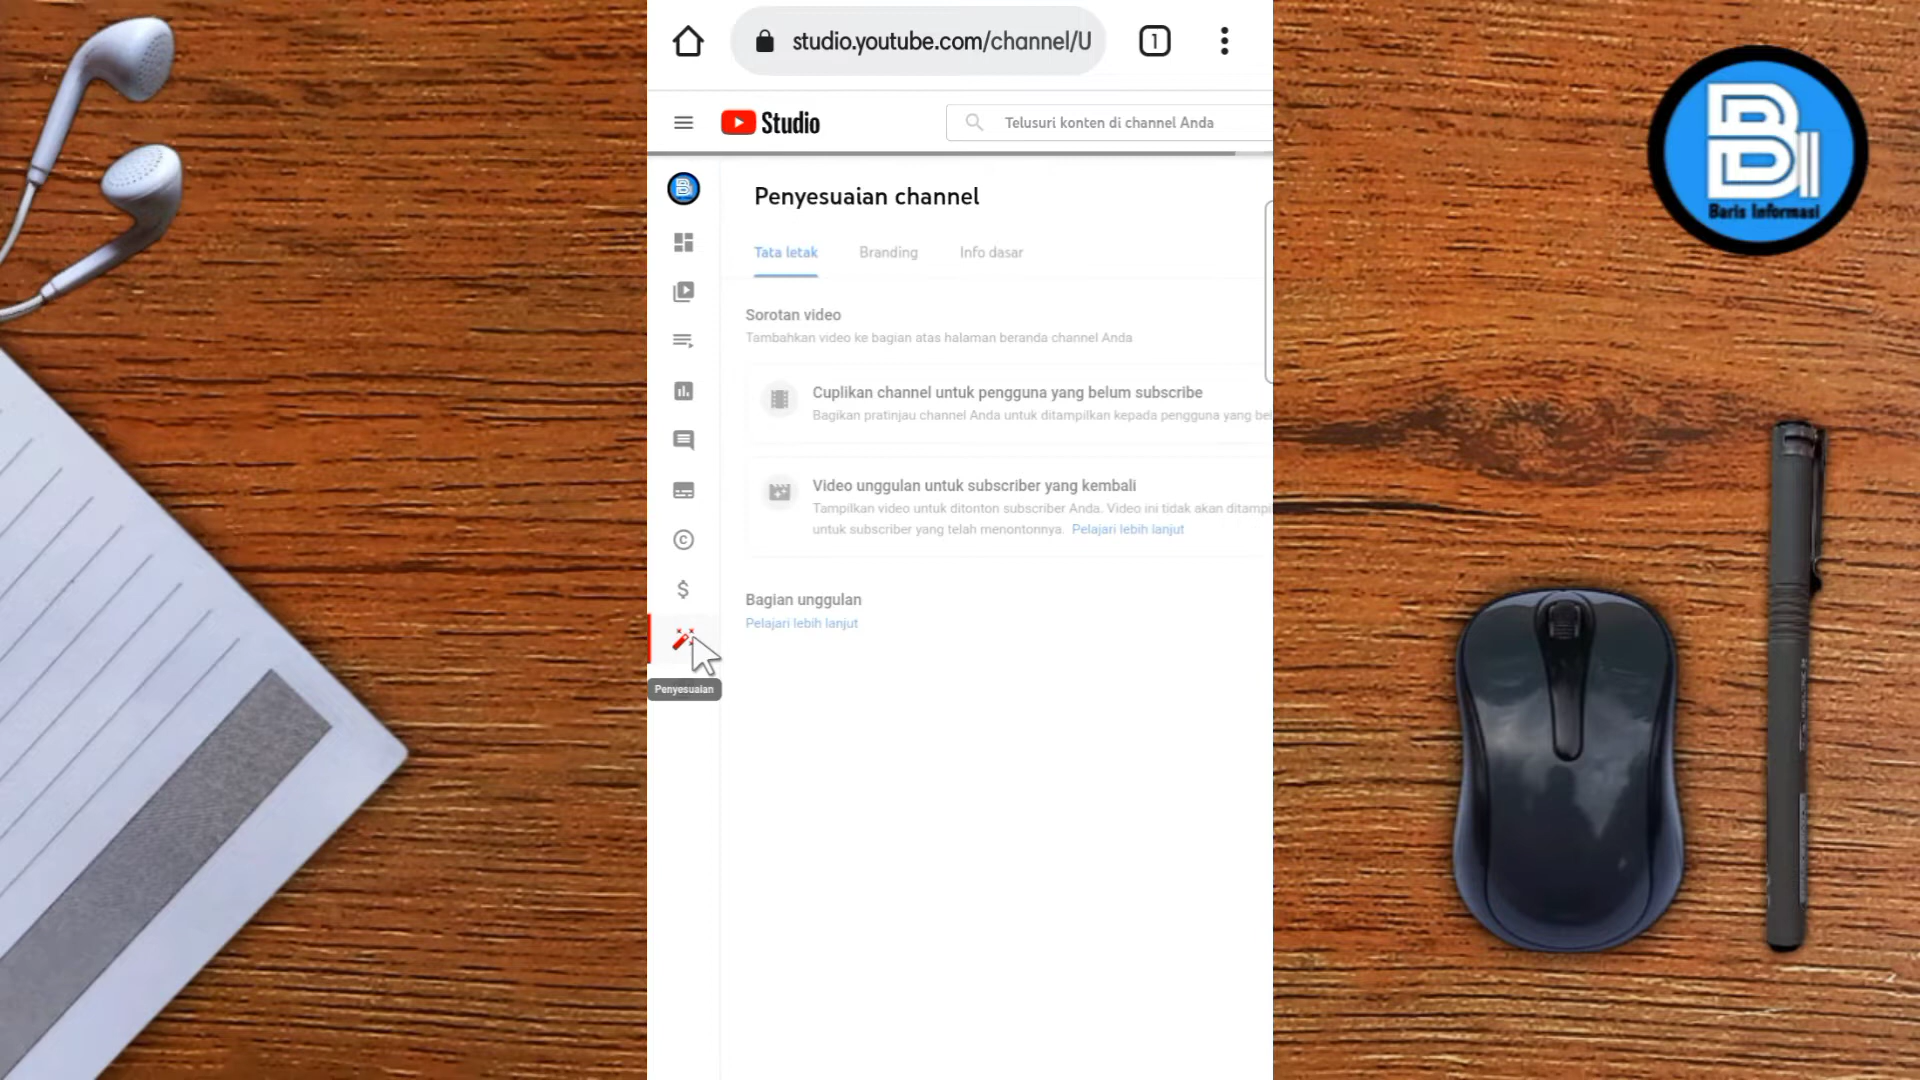 studio.youtube.com/channel/U
1
Studio
Telusuri konten di channel Anda
Penyesuaian channel
Tata letak
Branding
Info dasar
Sorotan video
Tambahkan video ke bagian atas halaman beranda channel Anda
Cuplikan channel untuk pengguna yang belum subscribe
Bagikan pratinjau channel Anda untuk ditampilkan kepada pengguna yang bel
Video unggulan untuk subscriber yang kembali
Tampilkan video untuk ditonton subscriber Anda. Video ini tidak akan ditampi
untuk subscriber yang telah menontonnya. Pelajari lebih lanjut
Bagian unggulan
Pelajari lebih lanjut
Penyesuaian
BI
Baris Informasi